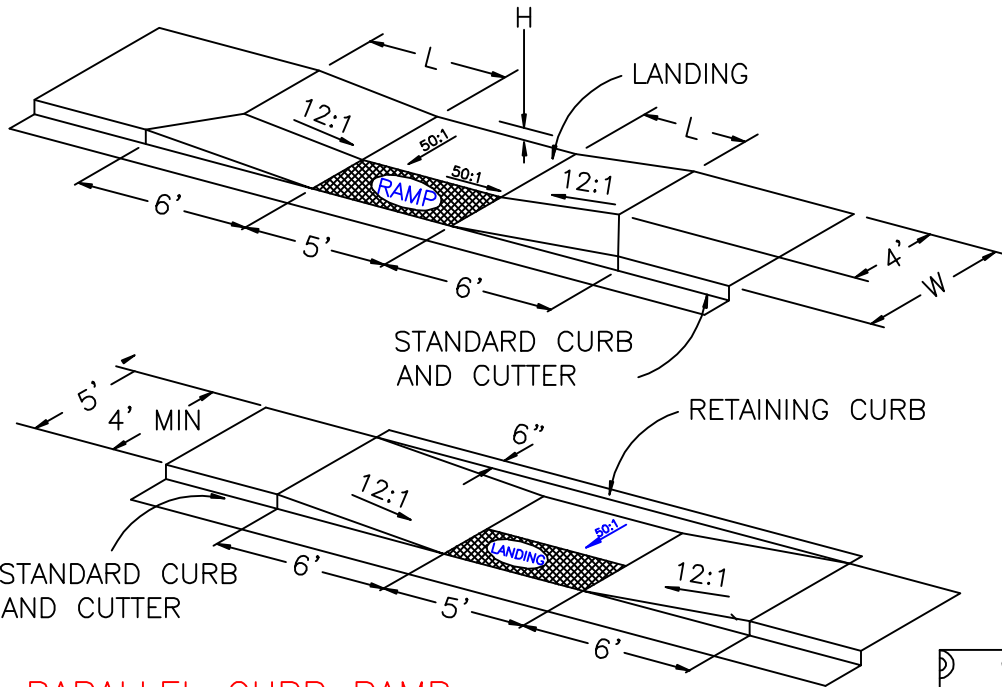 H
L
LANDING
12:1
50:1
L
50:1
12:1
RAMP
6'
5'
6'
4'
W
STANDARD CURB
AND CUTTER
5'
4' MIN
6"
RETAINING CURB
12:1
50:1
LANDING
12:1
STANDARD CURB
AND CUTTER
6'
5'
6'
PARALLEL CURB RAMP